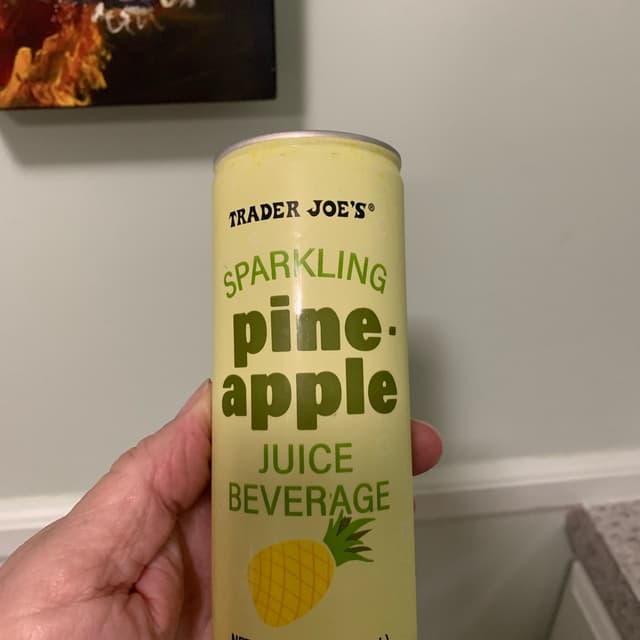 TRADER JOE'S®
SPARKLING
pine-
apple
JUICE
BEVERAGE